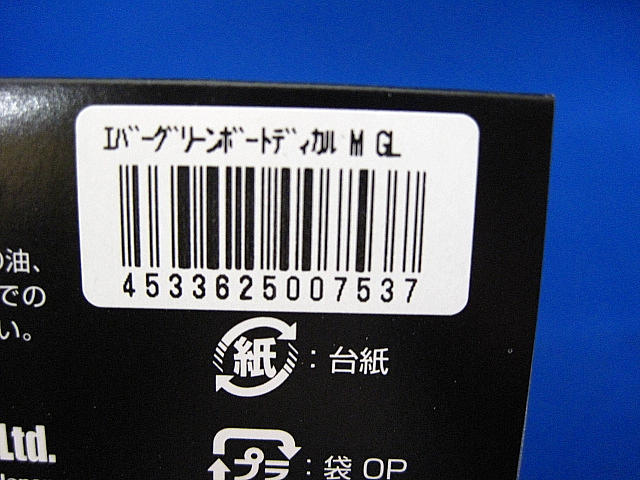 ｴﾊﾞｰｸﾞﾘｰﾝﾎﾞｰﾄﾃﾞｨｶﾙ M GL
4533625007537
の油、
での
い。
紙 : 台紙
Ltd.
プラ : 袋 OP